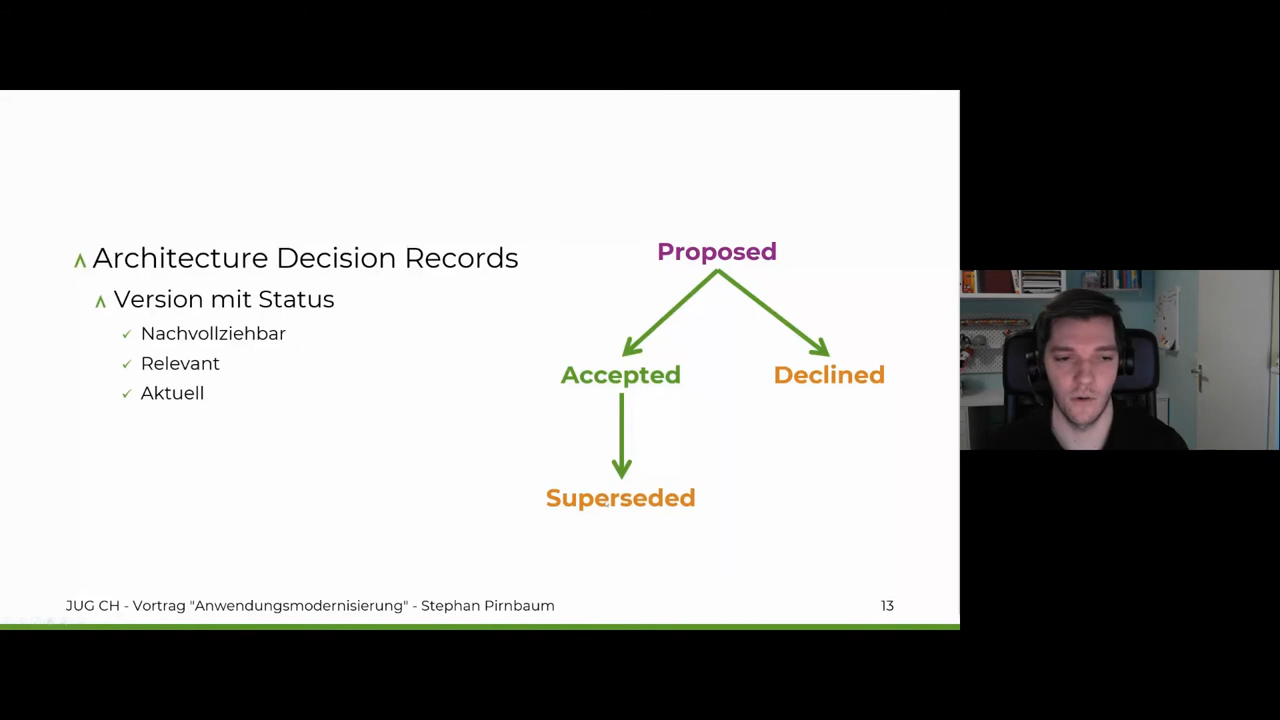 Architecture Decision Records
Version mit Status
Nachvollziehbar
Relevant
Aktuell
Proposed
Accepted
Declined
Superseded
JUG CH - Vortrag "Anwendungsmodernisierung" - Stephan Pirnbaum
13